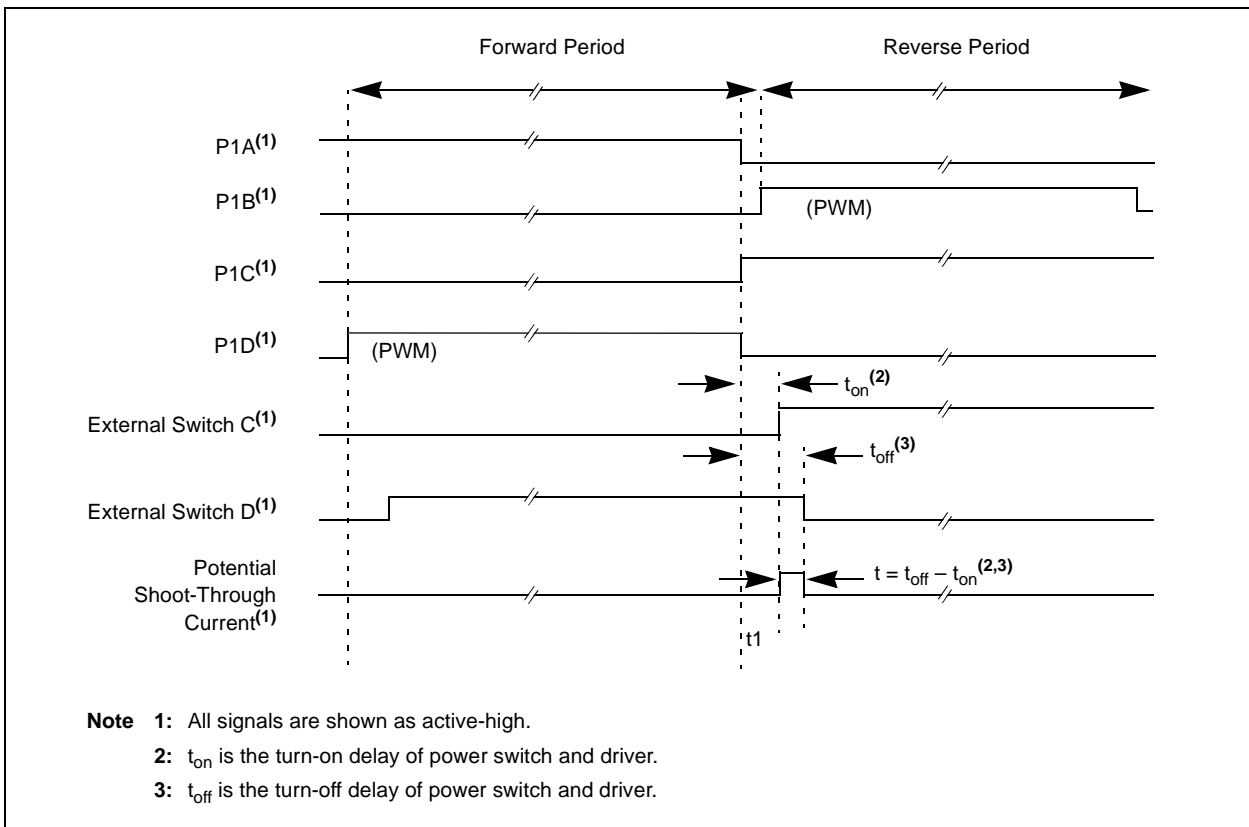 Forward Period
Reverse Period
P1A(1)
P1B(1)
(PWM)
P1C(1)
P1D(1)
(PWM)
ton(2)
External Switch C(1)
toff(3)
External Switch D(1)
Potential
Shoot-Through
Current(1)
t = toff – ton(2,3)
t1
Note 1: All signals are shown as active-high.
2: ton is the turn-on delay of power switch and driver.
3: toff is the turn-off delay of power switch and driver.